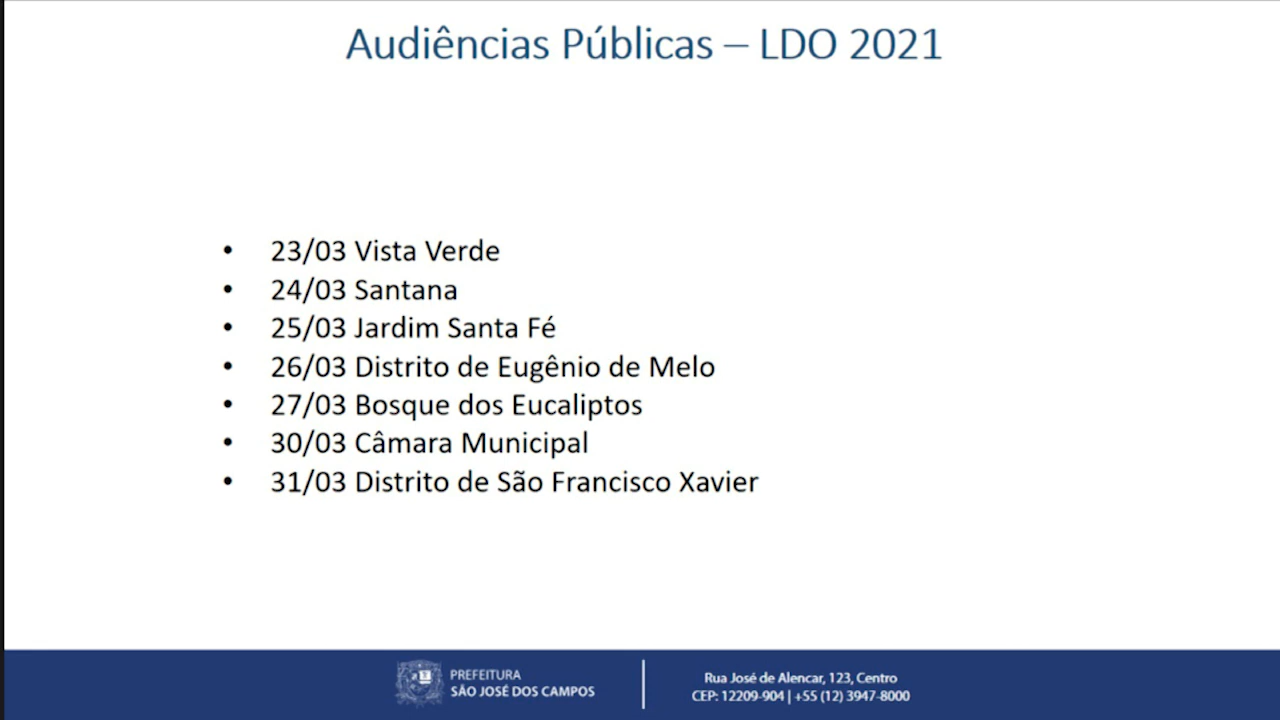 Audiências Públicas – LDO 2021
• 23/03 Vista Verde
• 24/03 Santana
• 25/03 Jardim Santa Fé
• 26/03 Distrito de Eugênio de Melo
• 27/03 Bosque dos Eucaliptos
• 30/03 Câmara Municipal
• 31/03 Distrito de São Francisco Xavier
PREFEITURA
SÃO JOSÉ DOS CAMPOS
Rua José de Alencar, 123, Centro
CEP: 12209-904 | +55 (12) 3947-8000